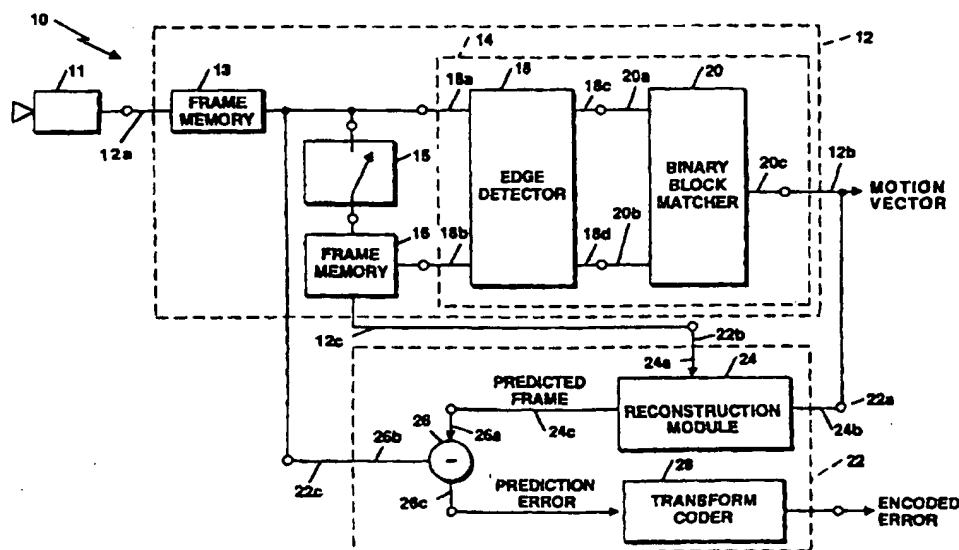 10
12
14
11
13
18a
18
18c
20a
20
FRAME
MEMORY
12a
15
EDGE
DETECTOR
BINARY
BLOCK
MATCHER
20c
12b
MOTION
VECTOR
16
18b
18d
20b
FRAME
MEMORY
12c
22b
24a
24
PREDICTED
FRAME
RECONSTRUCTION
MODULE
22a
24b
26
26a
24c
26b
-
22c
22
28
26c
PREDICTION
ERROR
TRANSFORM
CODER
ENCODED
ERROR